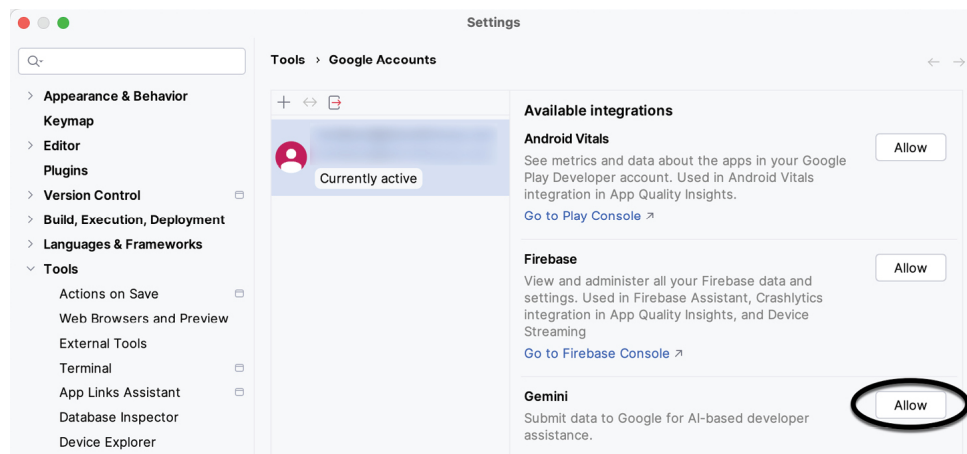 Settings
Tools › Google Accounts
Appearance & Behavior
Keymap
Editor
Plugins
Version Control
Build, Execution, Deployment
Languages & Frameworks
Tools
Actions on Save
Web Browsers and Preview
External Tools
Terminal
App Links Assistant
Database Inspector
Device Explorer
Currently active
Available integrations
Android Vitals
Allow
See metrics and data about the apps in your Google
Play Developer account. Used in Android Vitals
integration in App Quality Insights.
Go to Play Console ↗
Firebase
Allow
View and administer all your Firebase data and
settings. Used in Firebase Assistant, Crashlytics
integration in App Quality Insights, and Device
Streaming
Go to Firebase Console ↗
Gemini
Allow
Submit data to Google for AI-based developer
assistance.